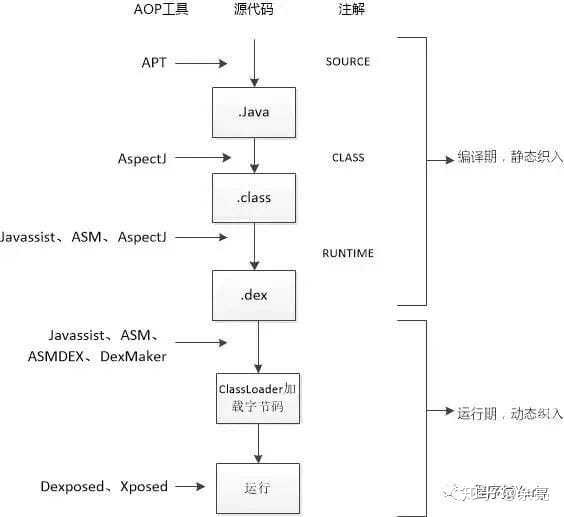 AOP工具 源代码 注解
APT
SOURCE
.Java
AspectJ
CLASS
编译期，静态织入
.class
Javassist、ASM、AspectJ
RUNTIME
.dex
Javassist、ASM、
ASMDEX、DexMaker
ClassLoader加
载字节码
运行期，动态织入
Dexposed、Xposed
运行